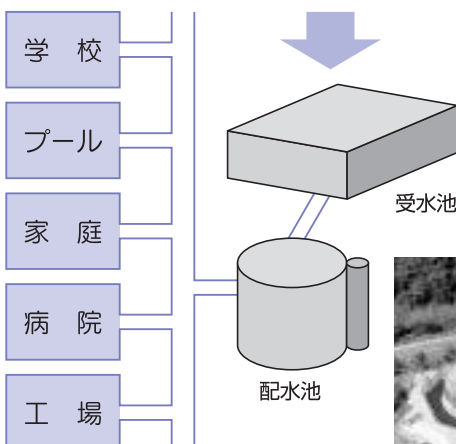 学 校
プール
家 庭
病 院
工 場
受水池
配水池